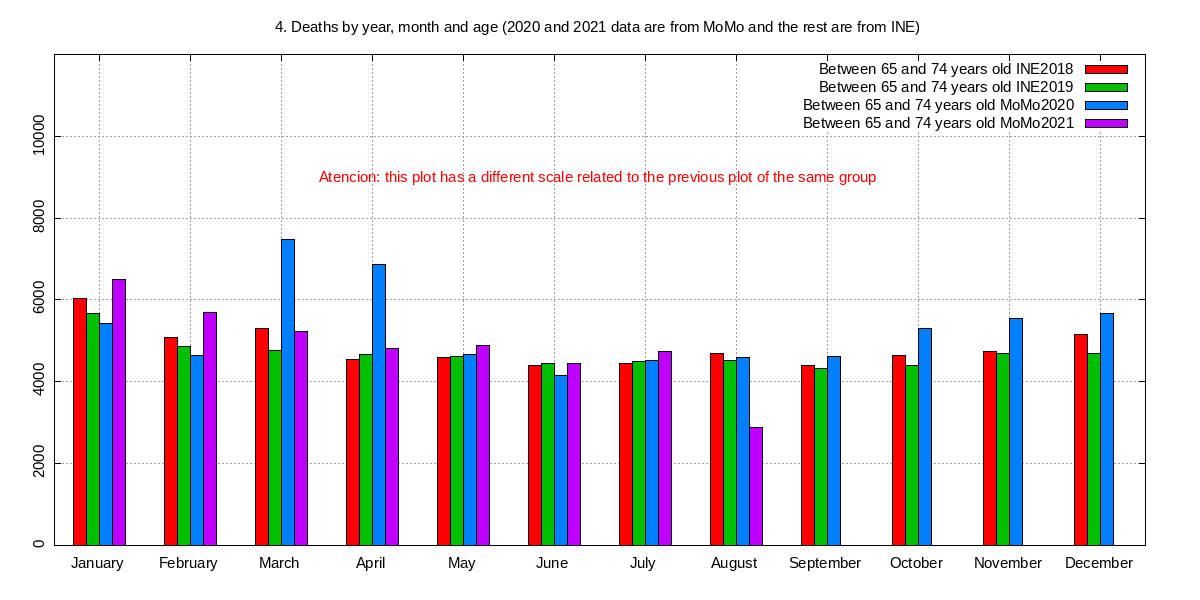 4. Deaths by year, month and age (2020 and 2021 data are from MoMo and the rest are from INE)
Between 65 and 74 years old INE2018
Between 65 and 74 years old INE2019
Between 65 and 74 years old MoMo2020
Between 65 and 74 years old MoMo2021
Atencion: this plot has a different scale related to the previous plot of the same group
10000
8000
6000
4000
2000
0
January February March April May June July August September October November December